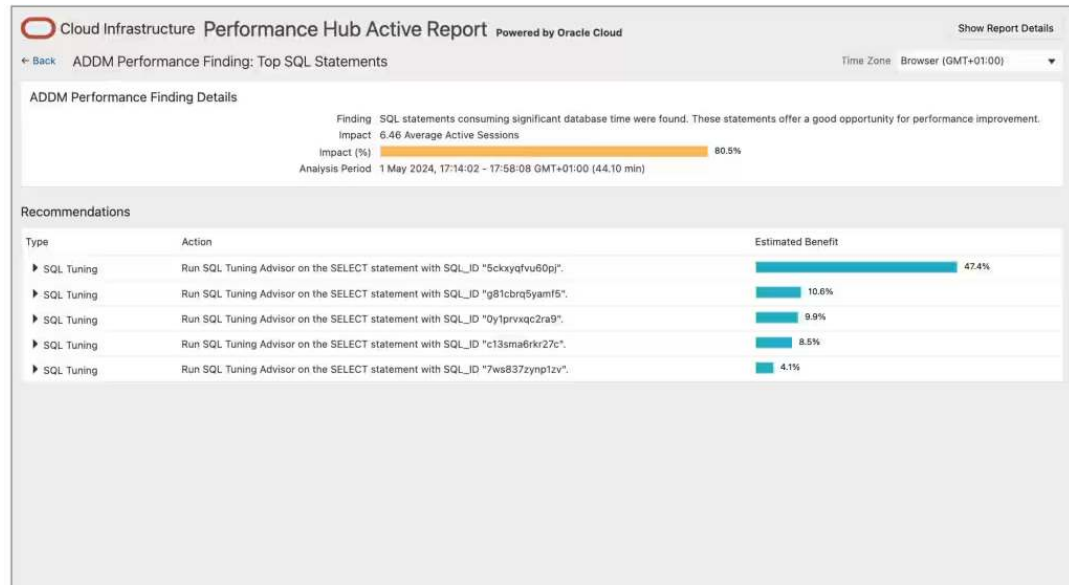 Cloud Infrastructure Performance Hub Active Report Powered by Oracle Cloud Show Report Details
← Back ADDM Performance Finding: Top SQL Statements Time Zone Browser (GMT+01:00)
ADDM Performance Finding Details
Finding SQL statements consuming significant database time were found. These statements offer a good opportunity for performance improvement.
Impact 6.46 Average Active Sessions
Impact (%) 80.5%
Analysis Period 1 May 2024, 17:14:02 - 17:58:08 GMT+01:00 (44.10 min)
Recommendations
Type Action Estimated Benefit
SQL Tuning Run SQL Tuning Advisor on the SELECT statement with SQL_ID "5ckxyqfvu60pj". 47.4%
SQL Tuning Run SQL Tuning Advisor on the SELECT statement with SQL_ID "g81cbrq5yamf5". 10.6%
SQL Tuning Run SQL Tuning Advisor on the SELECT statement with SQL_ID "0y1prvxqc2ra9". 9.9%
SQL Tuning Run SQL Tuning Advisor on the SELECT statement with SQL_ID "c13sma6rkr27c". 8.5%
SQL Tuning Run SQL Tuning Advisor on the SELECT statement with SQL_ID "7ws837zynp1zv". 4.1%